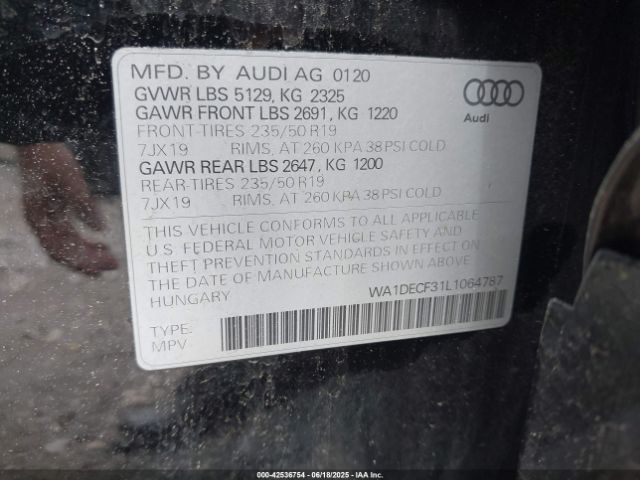 MFD. BY AUDI AG 0120
GVWR LBS 5129, KG 2325
GAWR FRONT LBS 2691, KG 1220
FRONT-TIRES 235/50 R19
7JX19 RIMS, AT 260 KPA 38 PSI COLD
GAWR REAR LBS 2647, KG 1200
REAR-TIRES 235/50 R19
7JX19 RIMS, AT 260 KPA 38 PSI COLD
Audi
THIS VEHICLE CONFORMS TO ALL APPLICABLE
U.S. FEDERAL MOTOR VEHICLE SAFETY AND
THEFT PREVENTION STANDARDS IN EFFECT ON
THE DATE OF MANUFACTURE SHOWN ABOVE
HUNGARY WA1DECF31L1064787
TYPE:
MPV
000-42536754 - 06/18/2025 - IAA Inc.